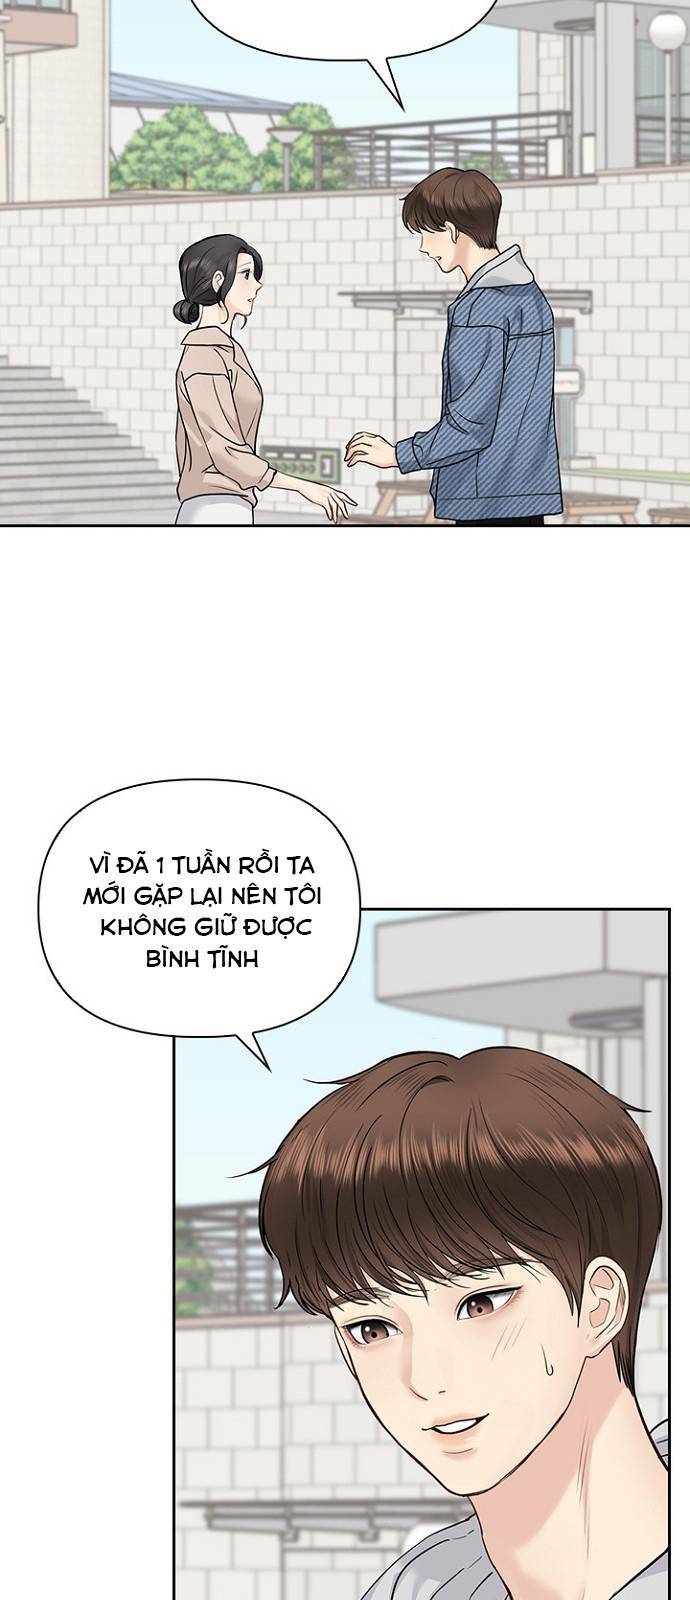 VÌ ĐÃ 1 TUẦN RỒI TA
MỚI GẶP LẠI NÊN TÔI
KHÔNG GIỮ ĐƯỢC
BÌNH TĨNH